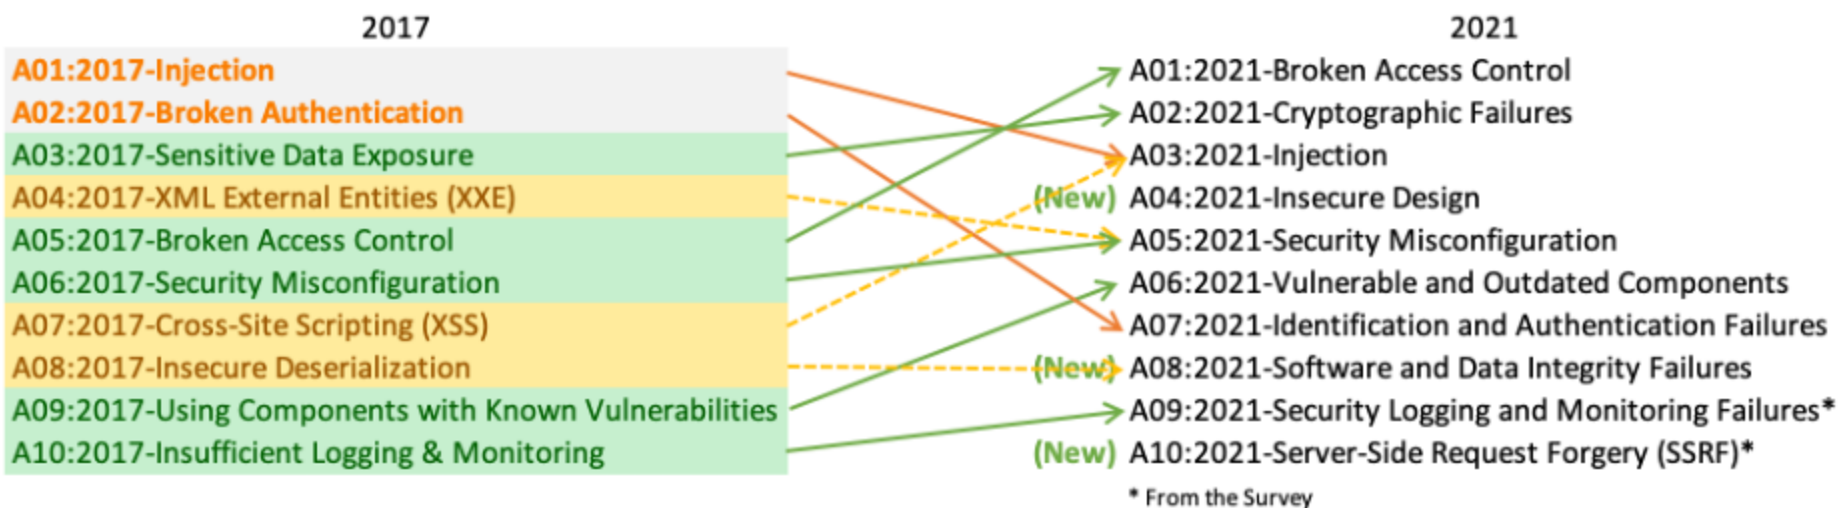 2017
A01:2017-Injection
A02:2017-Broken Authentication
A03:2017-Sensitive Data Exposure
A04:2017-XML External Entities (XXE)
A05:2017-Broken Access Control
A06:2017-Security Misconfiguration
A07:2017-Cross-Site Scripting (XSS)
A08:2017-Insecure Deserialization
A09:2017-Using Components with Known Vulnerabilities
A10:2017-Insufficient Logging & Monitoring
2021
A01:2021-Broken Access Control
A02:2021-Cryptographic Failures
A03:2021-Injection
(New) A04:2021-Insecure Design
A05:2021-Security Misconfiguration
A06:2021-Vulnerable and Outdated Components
A07:2021-Identification and Authentication Failures
(New) A08:2021-Software and Data Integrity Failures
A09:2021-Security Logging and Monitoring Failures*
(New) A10:2021-Server-Side Request Forgery (SSRF)*
* From the Survey